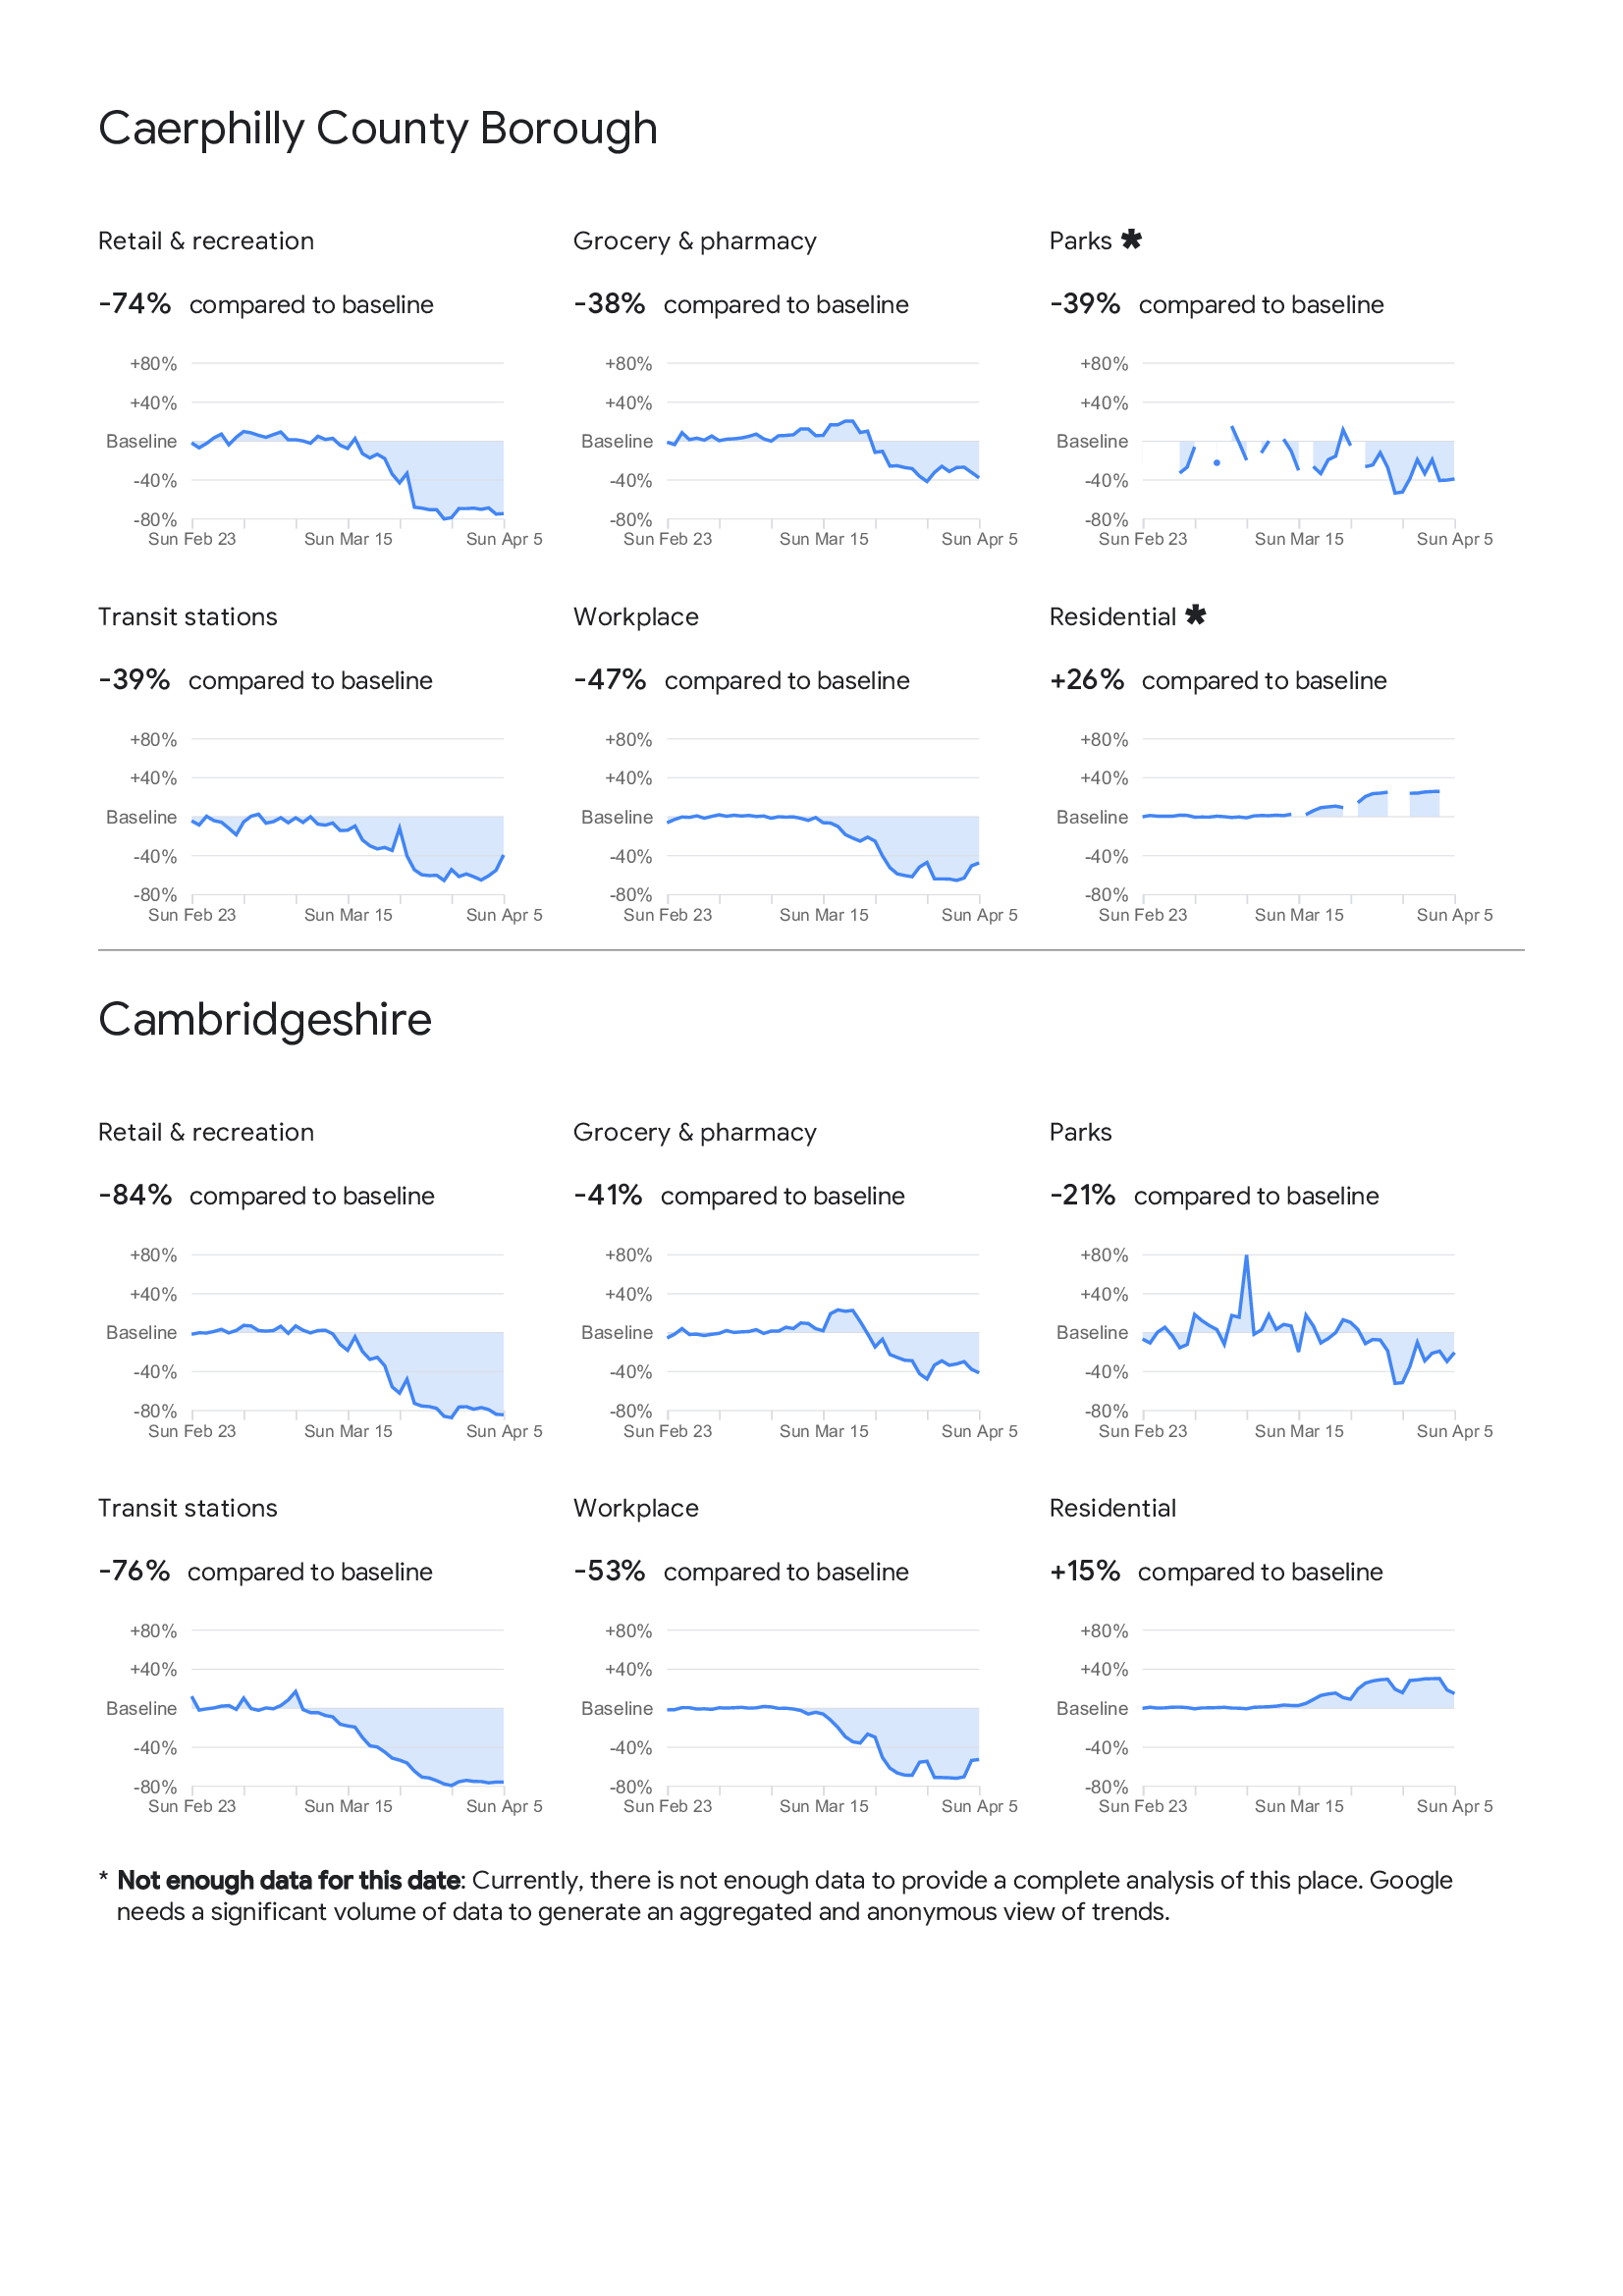 Caerphilly County Borough
Retail & recreation
-74% compared to baseline
+80%
+40%
Baseline
-40%
-80%
Sun Feb 23 Sun Mar 15 Sun Apr 5
Grocery & pharmacy
-38% compared to baseline
+80%
+40%
Baseline
-40%
-80%
Sun Feb 23 Sun Mar 15 Sun Apr 5
Parks *
-39% compared to baseline
+80%
+40%
Baseline
-40%
-80%
Sun Feb 23 Sun Mar 15 Sun Apr 5
Transit stations
-39% compared to baseline
+80%
+40%
Baseline
-40%
-80%
Sun Feb 23 Sun Mar 15 Sun Apr 5
Workplace
-47% compared to baseline
+80%
+40%
Baseline
-40%
-80%
Sun Feb 23 Sun Mar 15 Sun Apr 5
Residential *
+26% compared to baseline
+80%
+40%
Baseline
-40%
-80%
Sun Feb 23 Sun Mar 15 Sun Apr 5
Cambridgeshire
Retail & recreation
-84% compared to baseline
+80%
+40%
Baseline
-40%
-80%
Sun Feb 23 Sun Mar 15 Sun Apr 5
Grocery & pharmacy
-41% compared to baseline
+80%
+40%
Baseline
-40%
-80%
Sun Feb 23 Sun Mar 15 Sun Apr 5
Parks
-21% compared to baseline
+80%
+40%
Baseline
-40%
-80%
Sun Feb 23 Sun Mar 15 Sun Apr 5
Transit stations
-76% compared to baseline
+80%
+40%
Baseline
-40%
-80%
Sun Feb 23 Sun Mar 15 Sun Apr 5
Workplace
-53% compared to baseline
+80%
+40%
Baseline
-40%
-80%
Sun Feb 23 Sun Mar 15 Sun Apr 5
Residential
+15% compared to baseline
+80%
+40%
Baseline
-40%
-80%
Sun Feb 23 Sun Mar 15 Sun Apr 5
* Not enough data for this date: Currently, there is not enough data to provide a complete analysis of this place. Google
needs a significant volume of data to generate an aggregated and anonymous view of trends.